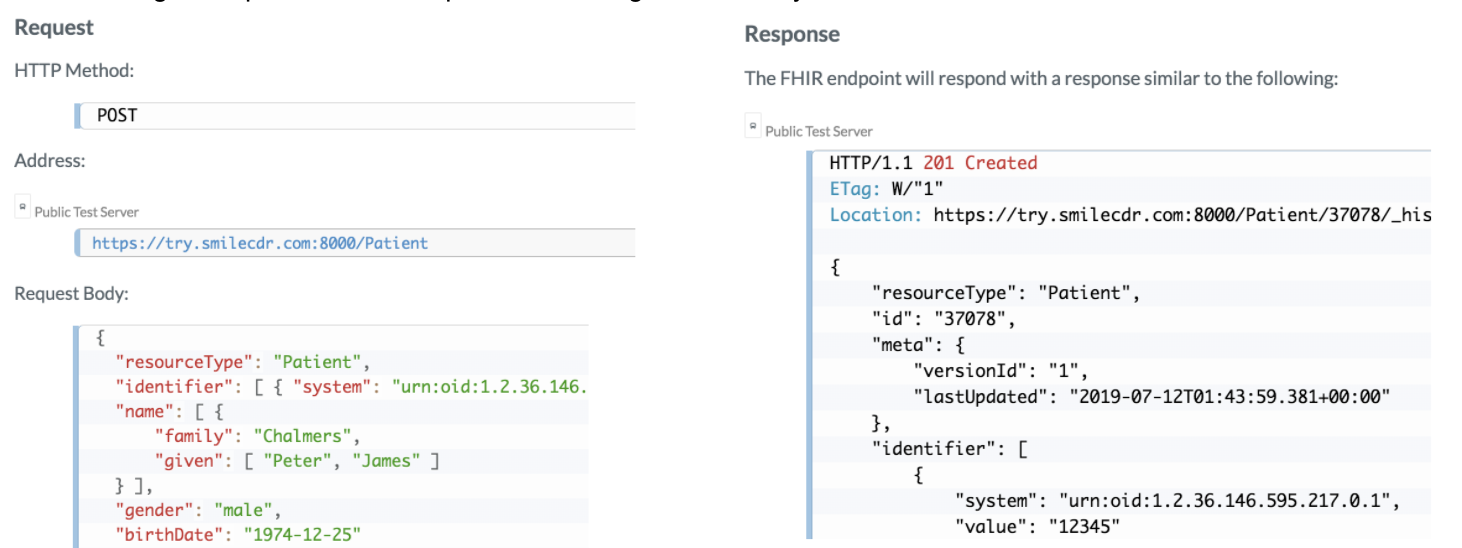 Request
HTTP Method:
POST
Address:
Public Test Server
https://try.smilecdr.com:8000/Patient
Request Body:
{
"resourceType": "Patient",
"identifier": [ { "system": "urn:oid:1.2.36.146.
"name": [ {
"family": "Chalmers",
"given": [ "Peter", "James" ]
} ],
"gender": "male",
"birthDate": "1974-12-25"
Response
The FHIR endpoint will respond with a response similar to the following:
Public Test Server
HTTP/1.1 201 Created
ETag: W/"1"
Location: https://try.smilecdr.com:8000/Patient/37078/_his
{
"resourceType": "Patient",
"id": "37078",
"meta": {
"versionId": "1",
"lastUpdated": "2019-07-12T01:43:59.381+00:00"
},
"identifier": [
{
"system": "urn:oid:1.2.36.146.595.217.0.1",
"value": "12345"